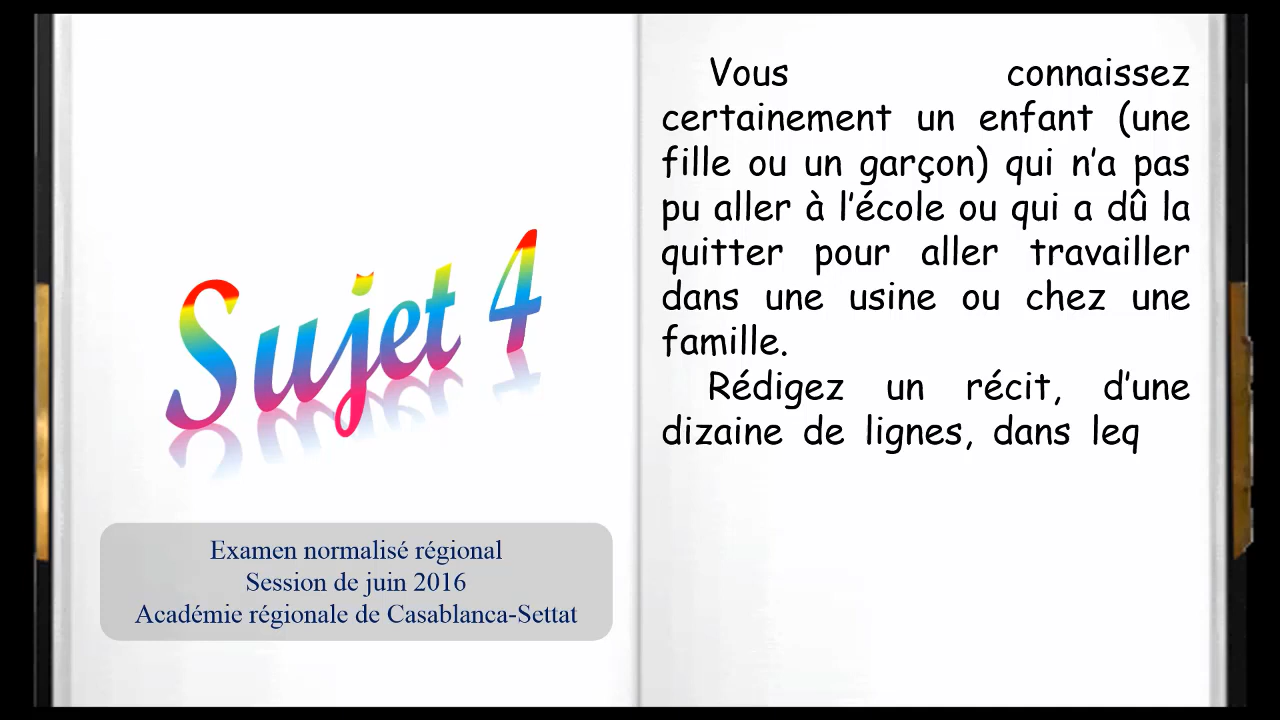 Sujet 4
Examen normalisé régional
Session de juin 2016
Académie régionale de Casablanca-Settat
Vous connaissez
certainement un enfant (une
fille ou un garçon) qui n'a pas
pu aller à l'école ou qui a dû la
quitter pour aller travailler
dans une usine ou chez une
famille.
Rédigez un récit, d'une
dizaine de lignes, dans leq